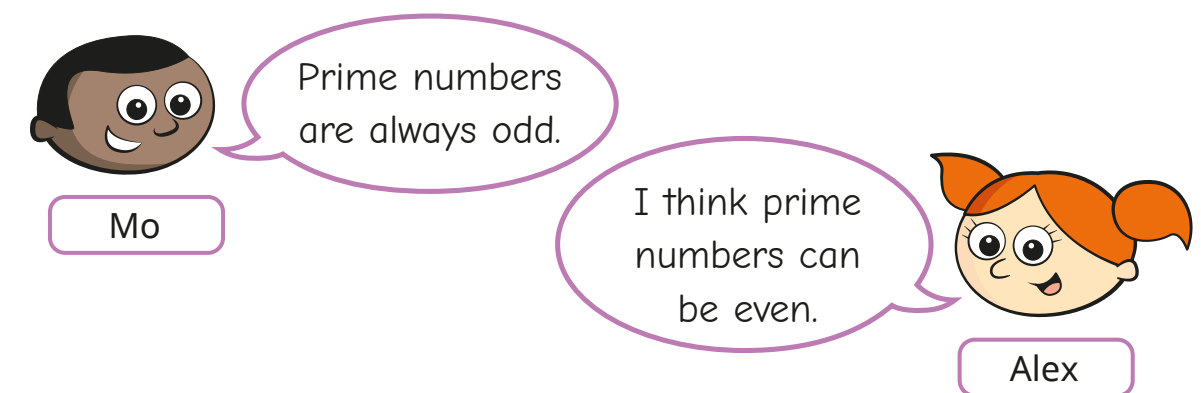 Prime numbers
are always odd.
Mo
I think prime
numbers can
be even.
Alex